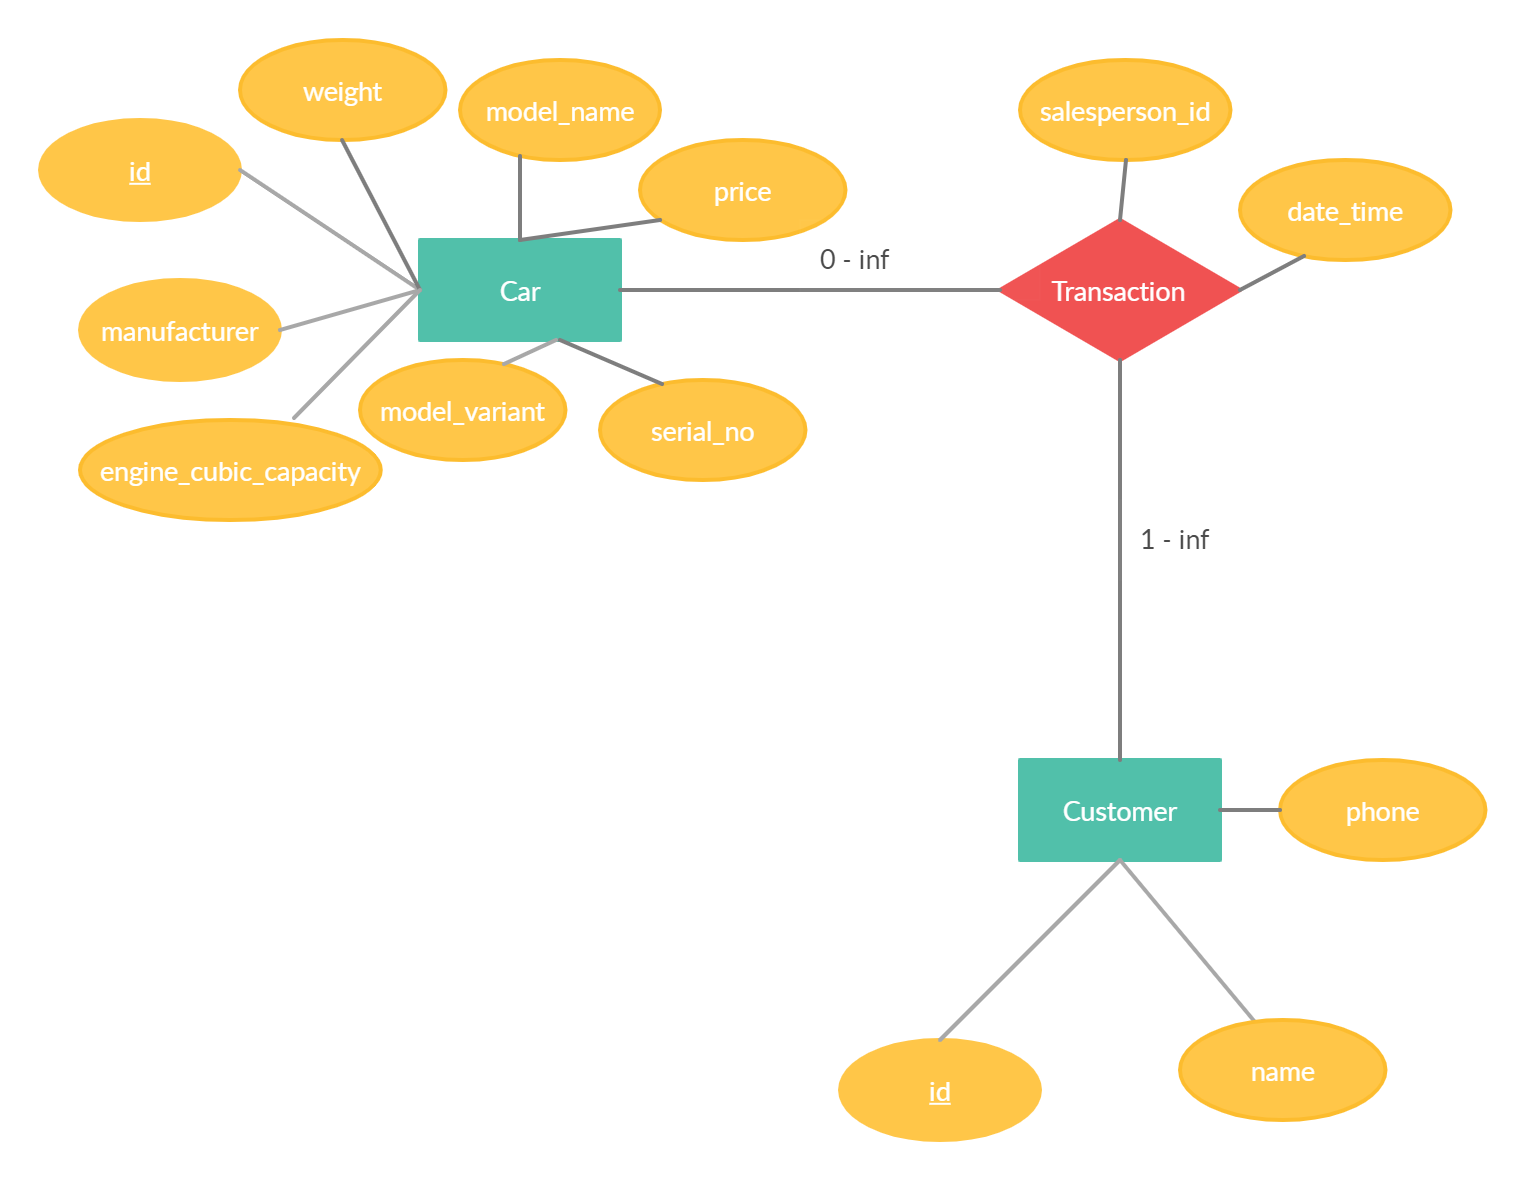 weight
model_name
salesperson_id
id
price
date_time
0 - inf
Car
Transaction
manufacturer
model_variant
serial_no
engine_cubic_capacity
1 - inf
Customer
phone
name
id